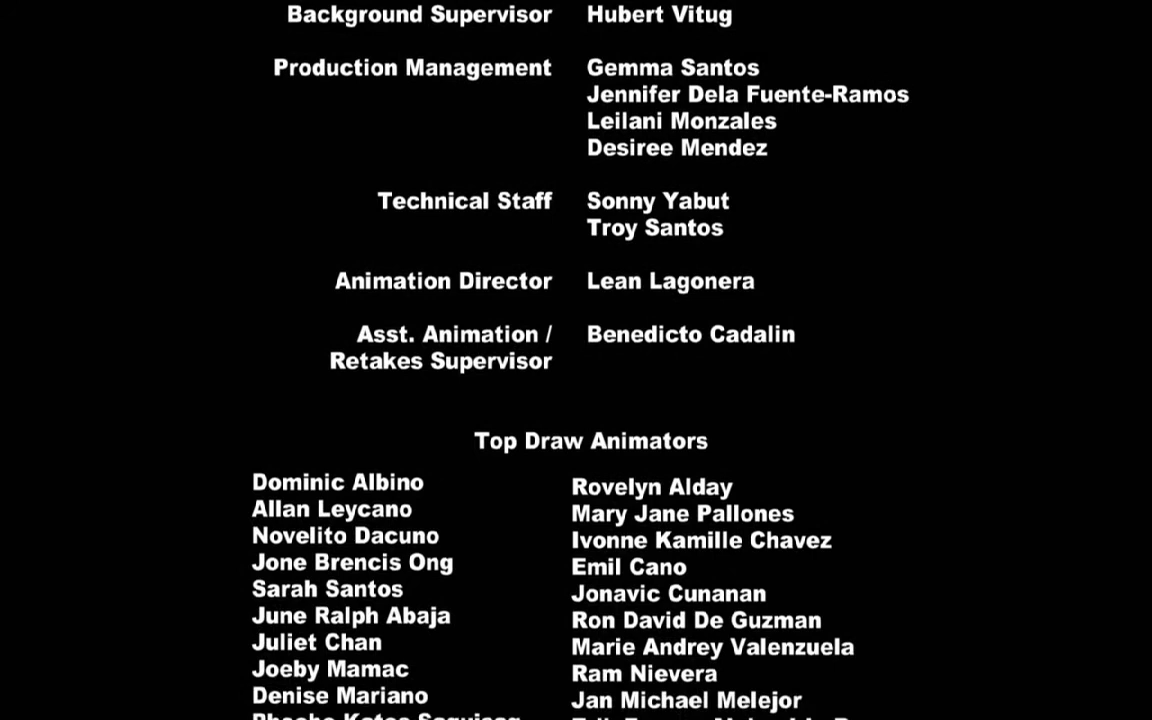 Background Supervisor Hubert Vitug
Production Management Gemma Santos
Jennifer Dela Fuente-Ramos
Leilani Monzales
Desiree Mendez
Technical Staff Sonny Yabut
Troy Santos
Animation Director Lean Lagonera
Asst. Animation / Benedicto Cadalin
Retakes Supervisor
Top Draw Animators
Dominic Albino
Allan Leycano
Novelito Dacuno
Jone Brencis Ong
Sarah Santos
June Ralph Abaja
Juliet Chan
Joeby Mamac
Denise Mariano
Rovelyn Alday
Mary Jane Pallones
Ivonne Kamille Chavez
Emil Cano
Jonavic Cunanan
Ron David De Guzman
Marie Andrey Valenzuela
Ram Nievera
Jan Michael Melejor